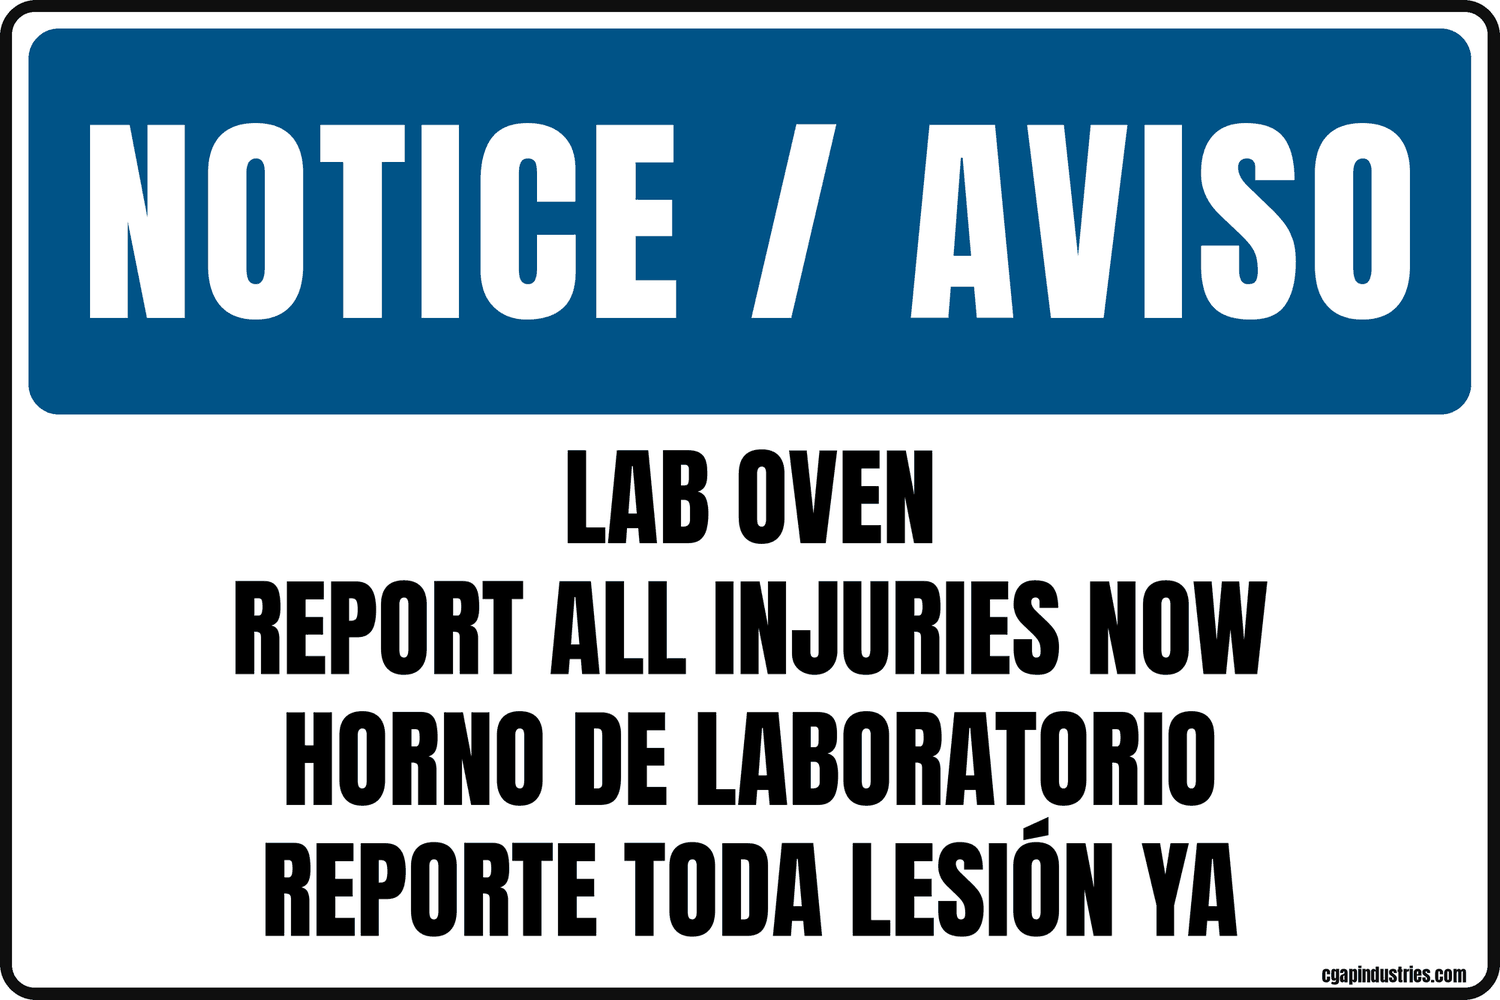 NOTICE / AVISO
LAB OVEN
REPORT ALL INJURIES NOW
HORNO DE LABORATORIO
REPORTE TODA LESIÓN YA
cgapindustries.com